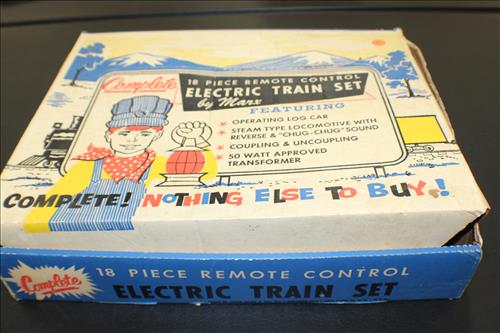 Complete
18 PIECE REMOTE CONTROL
ELECTRIC TRAIN SET
by Marx
FEATURING
• OPERATING LOG CAR
• STEAM TYPE LOCOMOTIVE WITH
REVERSE & "CHUG-CHUG" SOUND
• COUPLING & UNCOUPLING
• 50 WATT APPROVED
TRANSFORMER
COMPLETE! NOTHING ELSE TO BUY!
Complete
18 PIECE REMOTE CONTROL
ELECTRIC TRAIN SET